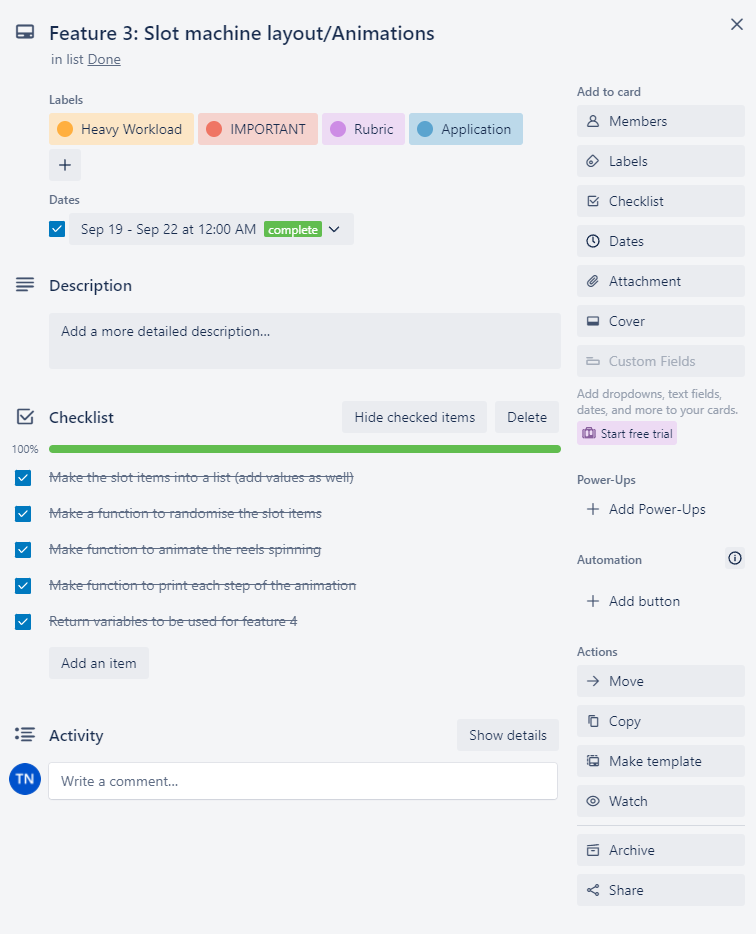 Feature 3: Slot machine layout/Animations
in list Done
Labels
Heavy Workload IMPORTANT Rubric Application
Dates
Sep 19 - Sep 22 at 12:00 AM complete
Description
Add a more detailed description...
Checklist Hide checked items Delete
100%
Make the slot items into a list (add values as well)
Make a function to randomise the slot items
Make function to animate the reels spinning
Make function to print each step of the animation
Return variables to be used for feature 4
Add an item
Activity Show details
TN Write a comment...
Add to card
Members
Labels
Checklist
Dates
Attachment
Cover
Custom Fields
Add dropdowns, text fields,
dates, and more to your cards.
Start free trial
Power-Ups
+ Add Power-Ups
Automation
+ Add button
Actions
Move
Copy
Make template
Watch
Archive
Share